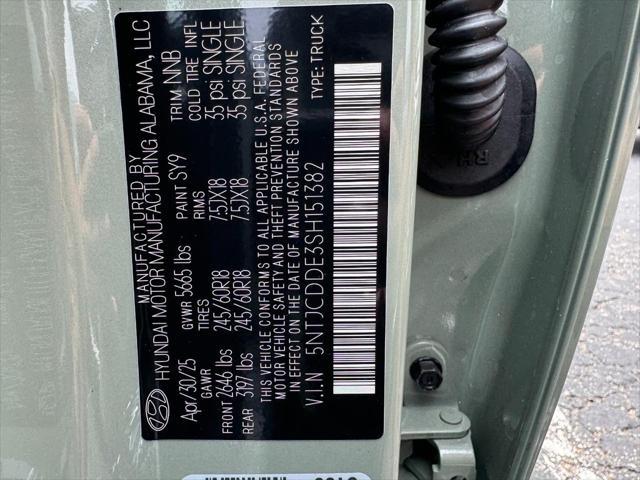 MANUFACTURED BY
HYUNDAI MOTOR MANUFACTURING ALABAMA, LLC
Apr/30/25 GVWR 5665 lbs PAINT SY9 TRIM NNB
GAWR TIRES RIMS COLD TIRE INFL
FRONT 2646 lbs 245/60R18 7.5JX18 35 psi SINGLE
REAR 3197 lbs 245/60R18 7.5JX18 35 psi SINGLE
THIS VEHICLE CONFORMS TO ALL APPLICABLE U.S.A. FEDERAL
MOTOR VEHICLE SAFETY AND THEFT PREVENTION STANDARDS
IN EFFECT ON THE DATE OF MANUFACTURE SHOWN ABOVE
V.I.N 5NTJCDDE3SH151382 TYPE: TRUCK
RH